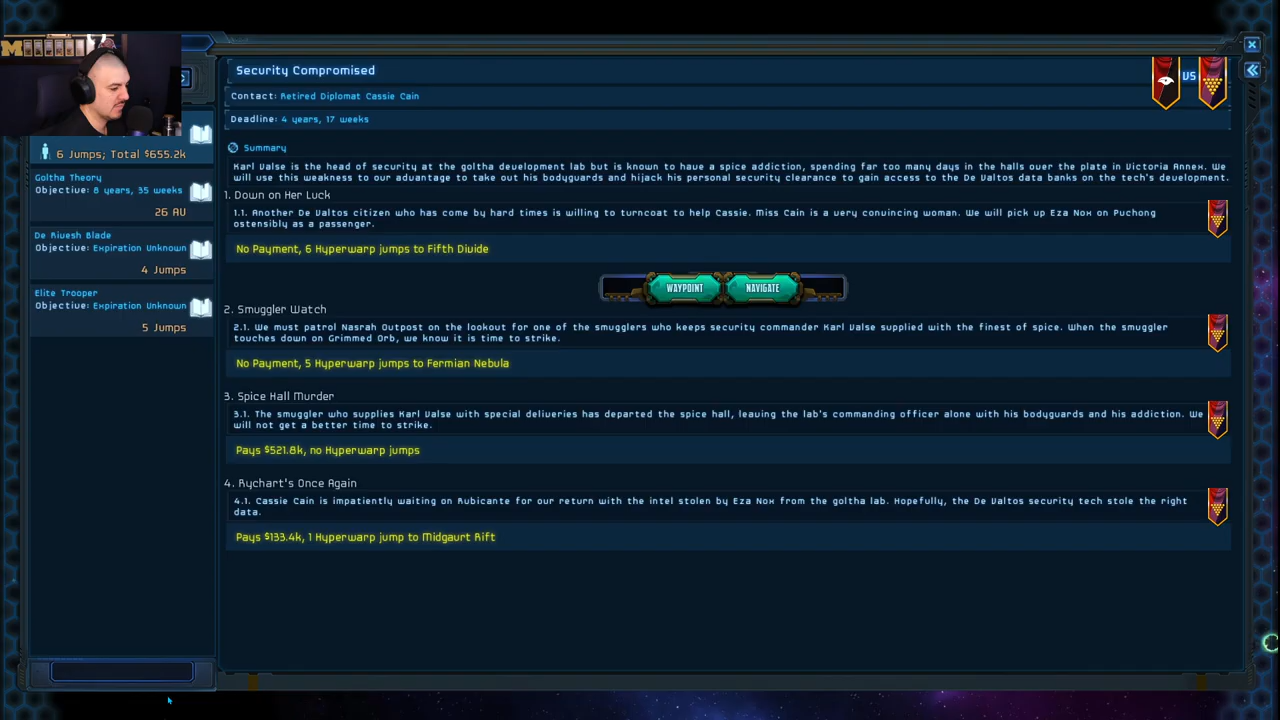 M
6 Jumps; Total $655.2k
Goltha Theory
Objective: 8 years, 35 weeks
26 AU
De Rivesh Blade
Objective: Expiration Unknown
4 Jumps
Elite Trooper
Objective: Expiration Unknown
5 Jumps
Security Compromised
VS
Contact: Retired Diplomat Cassie Cain
Deadline: 4 years, 17 weeks
Summary
Karl Valse is the head of security at the goltha development lab but is known to have a spice addiction, spending far too many days in the halls over the plate in Victoria Annex. We
will use this weakness to our advantage to take out his bodyguards and hijack his personal security clearance to gain access to the De Valtos data banks on the tech's development.
1. Down on Her Luck
1.1. Another De Valtos citizen who has come by hard times is willing to turncoat to help Cassie. Miss Cain is a very convincing woman. We will pick up Eza Nox on Puchong
ostensibly as a passenger.
No Payment, 6 Hyperwarp jumps to Fifth Divide
WAYPOINT
NAVIGATE
2. Smuggler Watch
2.1. We must patrol Nasrah Outpost on the lookout for one of the smugglers who keeps security commander Karl Valse supplied with the finest of spice. When the smuggler
touches down on Grimmed Orb, we know it is time to strike.
No Payment, 5 Hyperwarp jumps to Fermian Nebula
3. Spice Hall Murder
3.1. The smuggler who supplies Karl Valse with special deliveries has departed the spice hall, leaving the lab's commanding officer alone with his bodyguards and his addiction. We
will not get a better time to strike.
Pays $521.8k, no Hyperwarp jumps
4. Rychart's Once Again
4.1. Cassie Cain is impatiently waiting on Rubicante for our return with the intel stolen by Eza Nox from the goltha lab. Hopefully, the De Valtos security tech stole the right
data.
Pays $133.4k, 1 Hyperwarp jump to Midgaurt Rift